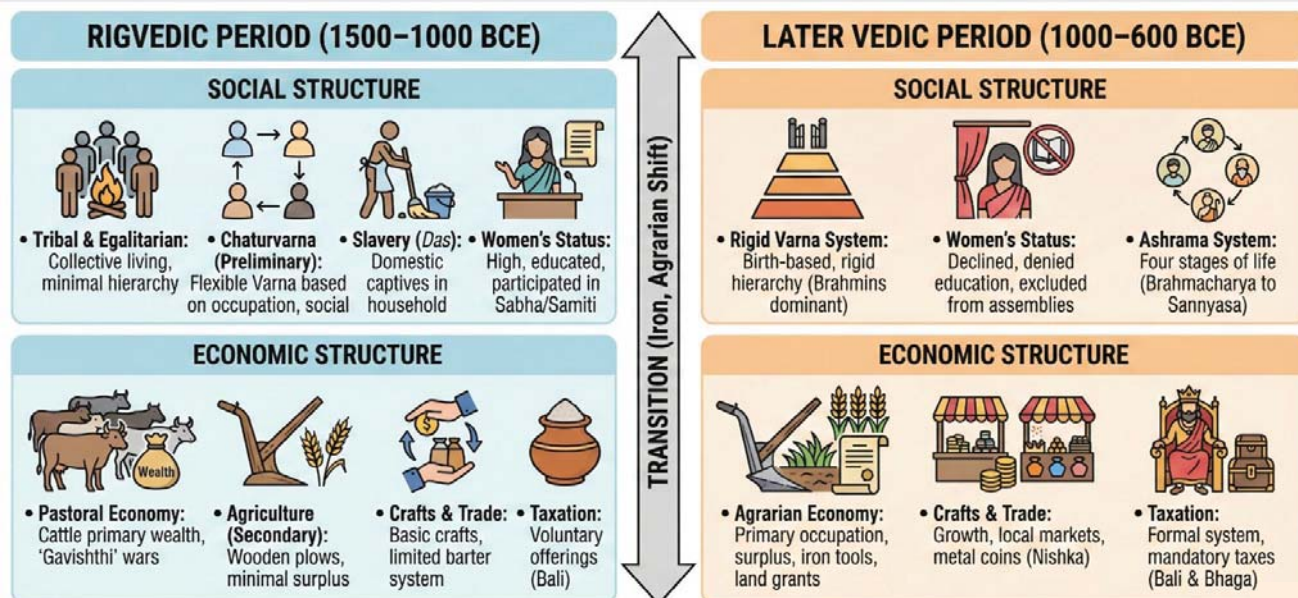 RIGVEDIC PERIOD (1500–1000 BCE)
SOCIAL STRUCTURE
• Tribal & Egalitarian:
Collective living,
minimal hierarchy
• Chaturvarna
(Preliminary):
Flexible Varna based
on occupation, social
• Slavery (Das):
Domestic
captives in
household
• Women's Status:
High, educated,
participated in
Sabha/Samiti
ECONOMIC STRUCTURE
Wealth
• Pastoral Economy:
Cattle primary wealth,
'Gavishthi' wars
• Agriculture
(Secondary):
Wooden plows,
minimal surplus
$
• Crafts & Trade:
Basic crafts,
limited barter
system
• Taxation:
Voluntary
offerings
(Bali)
TRANSITION (Iron, Agrarian Shift)
LATER VEDIC PERIOD (1000–600 BCE)
SOCIAL STRUCTURE
• Rigid Varna System:
Birth-based, rigid
hierarchy (Brahmins
dominant)
• Women's Status:
Declined, denied
education, excluded
from assemblies
• Ashrama System:
Four stages of life
(Brahmacharya to
Sannyasa)
ECONOMIC STRUCTURE
• Agrarian Economy:
Primary occupation,
surplus, iron tools,
land grants
• Crafts & Trade:
Growth, local markets,
metal coins (Nishka)
• Taxation:
Formal system,
mandatory taxes
(Bali & Bhaga)